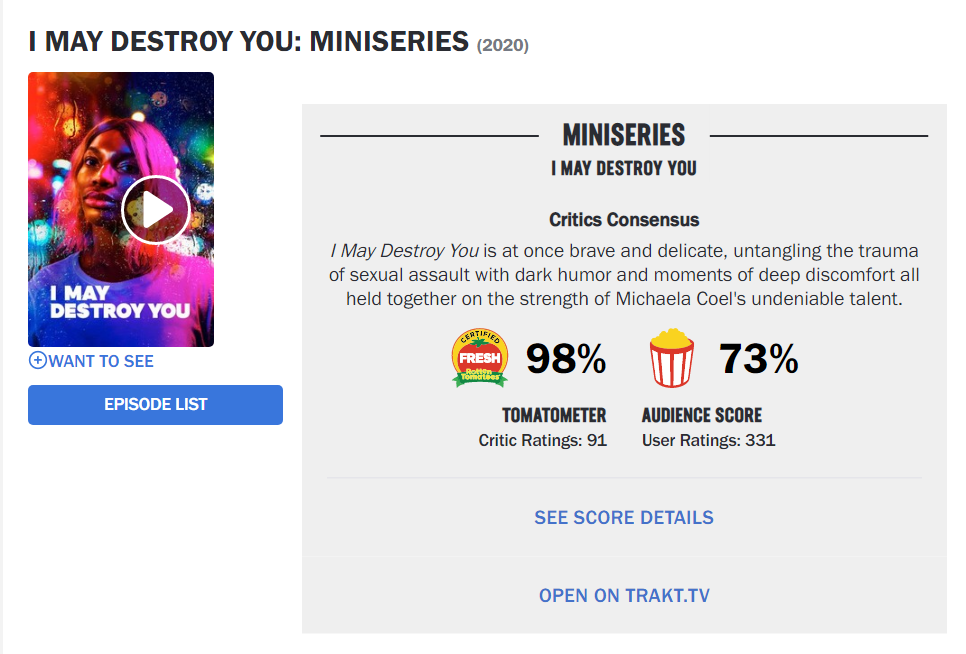 I MAY DESTROY YOU: MINISERIES (2020)
I MAY
DESTROY YOU
WANT TO SEE
EPISODE LIST
MINISERIES
I MAY DESTROY YOU
Critics Consensus
I May Destroy You is at once brave and delicate, untangling the trauma
of sexual assault with dark humor and moments of deep discomfort all
held together on the strength of Michaela Coel's undeniable talent.
CERTIFIED
FRESH
Rotten
Tomatoes
98%
73%
TOMATOMETER
Critic Ratings: 91
AUDIENCE SCORE
User Ratings: 331
SEE SCORE DETAILS
OPEN ON TRAKT.TV